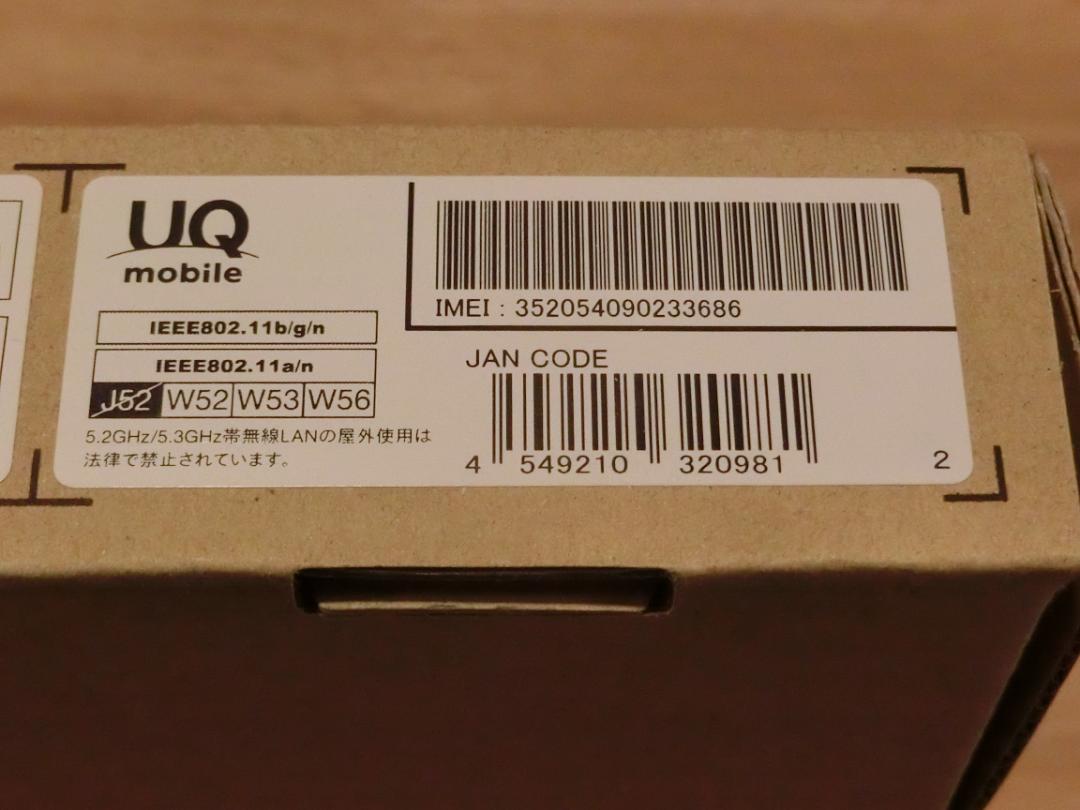 UQ
mobile
IEEE802.11b/g/n
IEEE802.11a/n
J52 W52 W53 W56
5.2GHz/5.3GHz帯無線LANの屋外使用は
法律で禁止されています。
IMEI : 352054090233686
JAN CODE
4 549210 320981
2